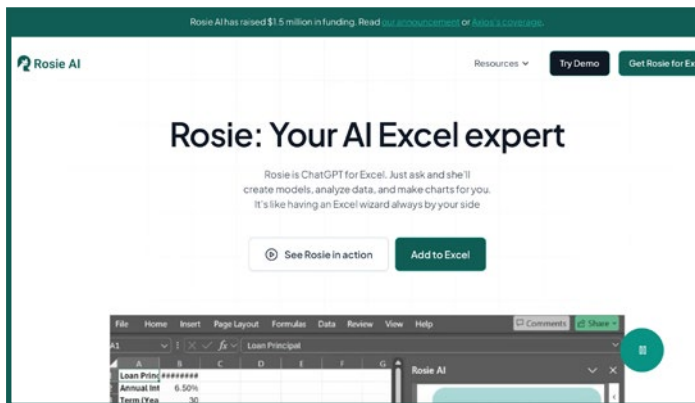 Rosie AI has raised $1.5 million in funding. Read our announcement or Axios's coverage.
Rosie AI
Resources
Try Demo
Get Rosie for Ex
Rosie: Your AI Excel expert
Rosie is ChatGPT for Excel. Just ask and she'll
create models, analyze data, and make charts for you.
It's like having an Excel wizard always by your side
See Rosie in action
Add to Excel
File Home Insert Page Layout Formulas Data Review View Help Comments Share
A1 fx Loan Principal
A B C D E F G Rosie AI
Loan Princ ########
Annual Int 6.50%
Term (Yea 30